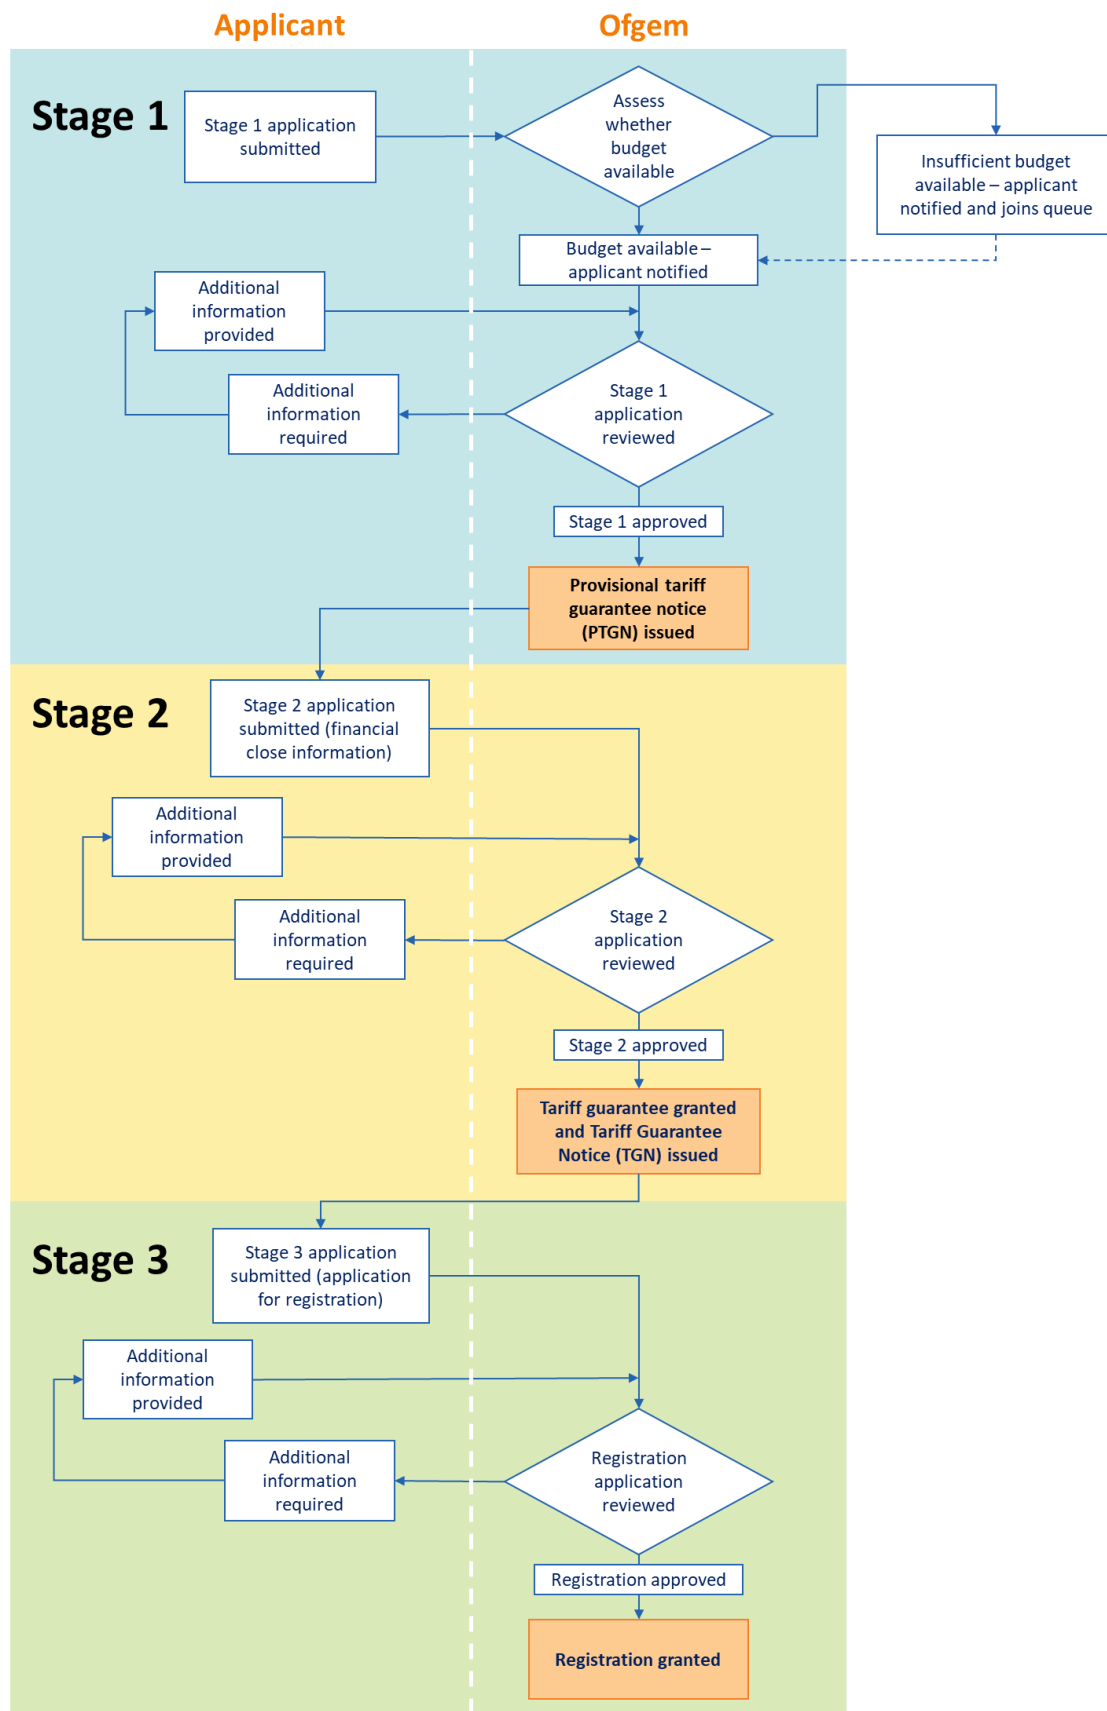 Applicant
Ofgem
Stage 1
Stage 1 application
submitted
Assess
whether
budget
available
Insufficient budget
available – applicant
notified and joins queue
Budget available –
applicant notified
Additional
information
provided
Additional
information
required
Stage 1
application
reviewed
Stage 1 approved
Provisional tariff
guarantee notice
(PTGN) issued
Stage 2
Stage 2 application
submitted (financial
close information)
Additional
information
provided
Additional
information
required
Stage 2
application
reviewed
Stage 2 approved
Tariff guarantee granted
and Tariff Guarantee
Notice (TGN) issued
Stage 3
Stage 3 application
submitted (application
for registration)
Additional
information
provided
Additional
information
required
Registration
application
reviewed
Registration approved
Registration granted